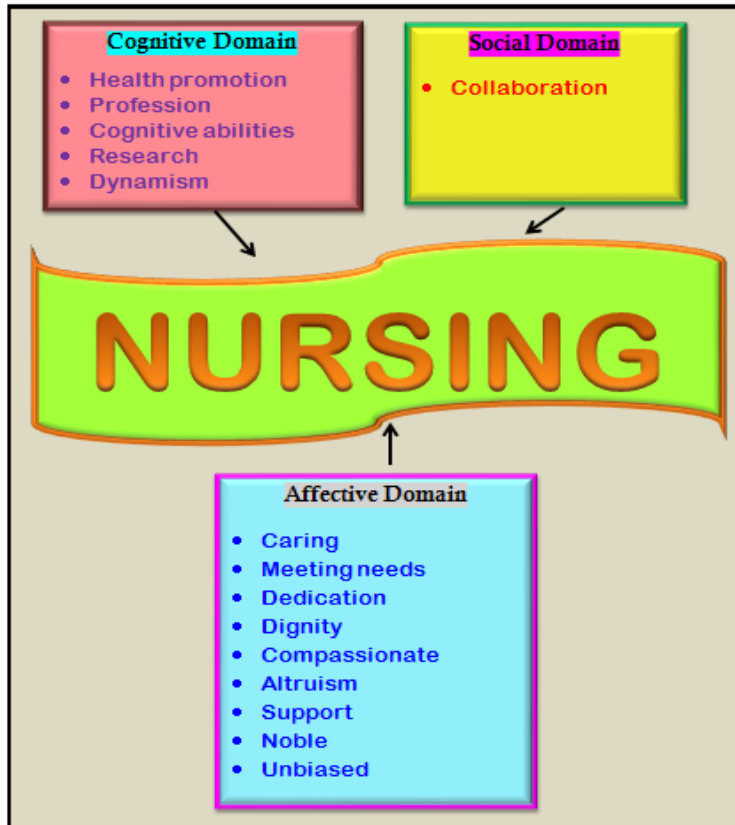 Cognitive Domain
• Health promotion
• Profession
• Cognitive abilities
• Research
• Dynamism
Social Domain
• Collaboration
NURSING
Affective Domain
• Caring
• Meeting needs
• Dedication
• Dignity
• Compassionate
• Altruism
• Support
• Noble
• Unbiased